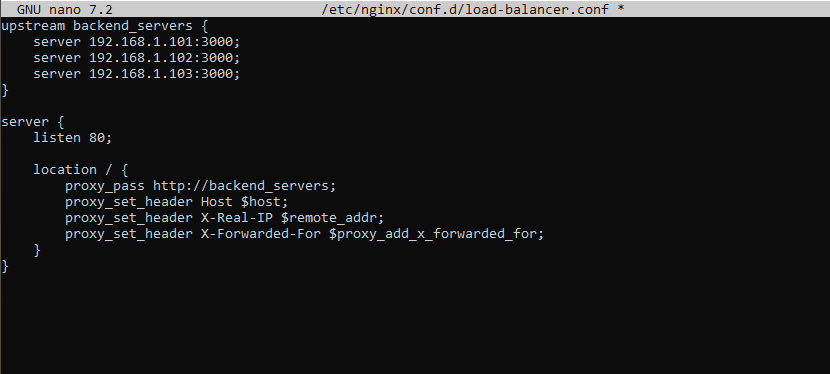 GNU nano 7.2 /etc/nginx/conf.d/load-balancer.conf *
upstream backend_servers {
    server 192.168.1.101:3000;
    server 192.168.1.102:3000;
    server 192.168.1.103:3000;
}

server {
    listen 80;

    location / {
        proxy_pass http://backend_servers;
        proxy_set_header Host $host;
        proxy_set_header X-Real-IP $remote_addr;
        proxy_set_header X-Forwarded-For $proxy_add_x_forwarded_for;
    }
}